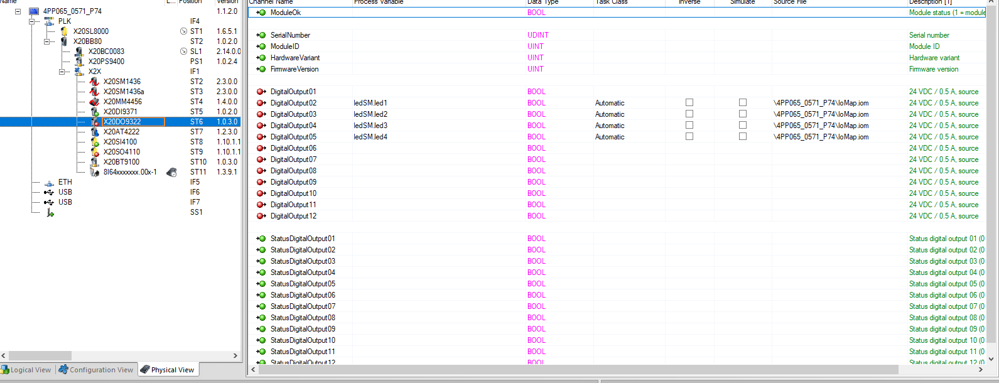 Name L... Position Version
4PP065_0571_P74 1.1.2.0
PLK IF4
X20SL8000 ST1 1.6.5.1
X20BB80 ST2 1.0.2.0
X20BC0083 SL1 2.14.0.0
X20PS9400 PS1 1.0.2.4
X2X IF1
X20SM1436 ST2 2.3.0.0
X20SM1436a ST3 2.3.0.0
X20MM4456 ST4 1.4.0.0
X20DI9371 ST5 1.0.2.0
X20DO9322 ST6 1.0.3.0
X20AT4222 ST7 1.2.3.0
X20SI4100 ST8 1.10.1.1
X20SO4110 ST9 1.10.1.1
X20BT9100 ST10 1.0.3.0
8I64xxxxxxx.00x-1 ST11 1.3.9.1
ETH IF5
USB IF6
USB IF7
SS1
Logical View Configuration View Physical View
Channel Name Process Variable Data Type Task Class Inverse Simulate Source File Description [1]
ModuleOk BOOL Module status (1 = module
SerialNumber UDINT Serial number
ModuleID UINT Module ID
HardwareVariant UINT Hardware variant
FirmwareVersion UINT Firmware version
DigitalOutput01 BOOL 24 VDC / 0.5 A, source
DigitalOutput02 ledSM.led1 BOOL Automatic \4PP065_0571_P74\IoMap.iom 24 VDC / 0.5 A, source
DigitalOutput03 ledSM.led2 BOOL Automatic \4PP065_0571_P74\IoMap.iom 24 VDC / 0.5 A, source
DigitalOutput04 ledSM.led3 BOOL Automatic \4PP065_0571_P74\IoMap.iom 24 VDC / 0.5 A, source
DigitalOutput05 ledSM.led4 BOOL Automatic \4PP065_0571_P74\IoMap.iom 24 VDC / 0.5 A, source
DigitalOutput06 BOOL 24 VDC / 0.5 A, source
DigitalOutput07 BOOL 24 VDC / 0.5 A, source
DigitalOutput08 BOOL 24 VDC / 0.5 A, source
DigitalOutput09 BOOL 24 VDC / 0.5 A, source
DigitalOutput10 BOOL 24 VDC / 0.5 A, source
DigitalOutput11 BOOL 24 VDC / 0.5 A, source
DigitalOutput12 BOOL 24 VDC / 0.5 A, source
StatusDigitalOutput01 BOOL Status digital output 01 (0
StatusDigitalOutput02 BOOL Status digital output 02 (0
StatusDigitalOutput03 BOOL Status digital output 03 (0
StatusDigitalOutput04 BOOL Status digital output 04 (0
StatusDigitalOutput05 BOOL Status digital output 05 (0
StatusDigitalOutput06 BOOL Status digital output 06 (0
StatusDigitalOutput07 BOOL Status digital output 07 (0
StatusDigitalOutput08 BOOL Status digital output 08 (0
StatusDigitalOutput09 BOOL Status digital output 09 (0
StatusDigitalOutput10 BOOL Status digital output 10 (0
StatusDigitalOutput11 BOOL Status digital output 11 (0
StatusDigitalOutput12 BOOL Status digital output 12 (0